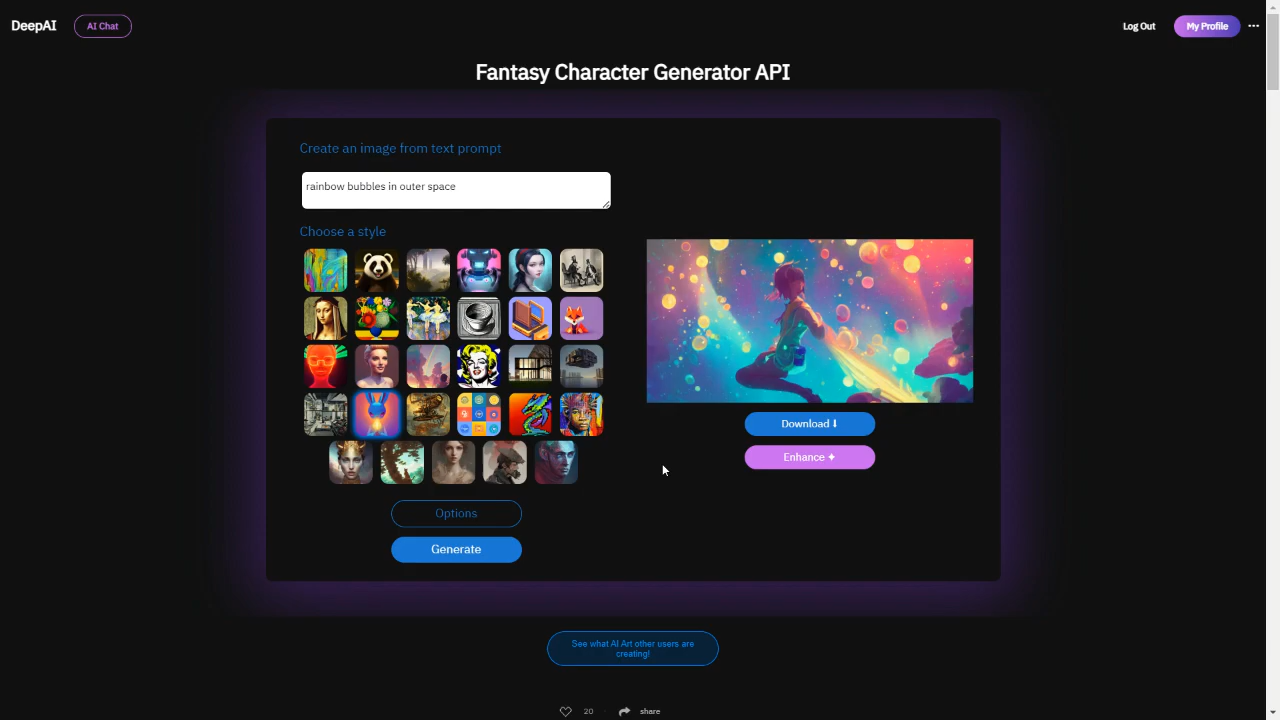 DeepAI
AI Chat
Log Out
My Profile
Fantasy Character Generator API
Create an image from text prompt
rainbow bubbles in outer space
Choose a style
Download
Enhance
Options
Generate
See what AI Art other users are
creating!
20
share